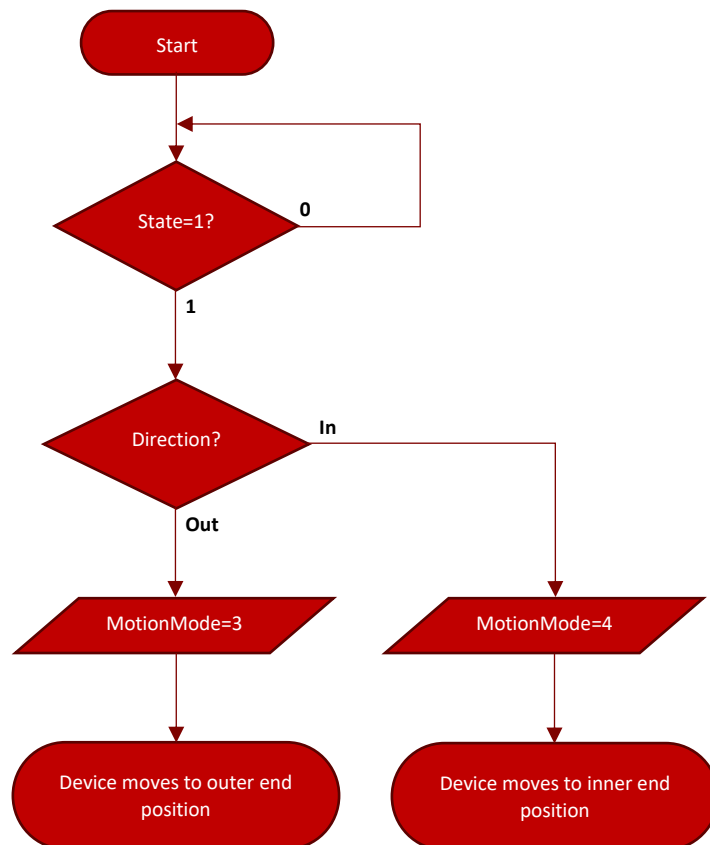 Start
State=1?
0
1
Direction?
In
Out
MotionMode=3
MotionMode=4
Device moves to outer end
position
Device moves to inner end
position